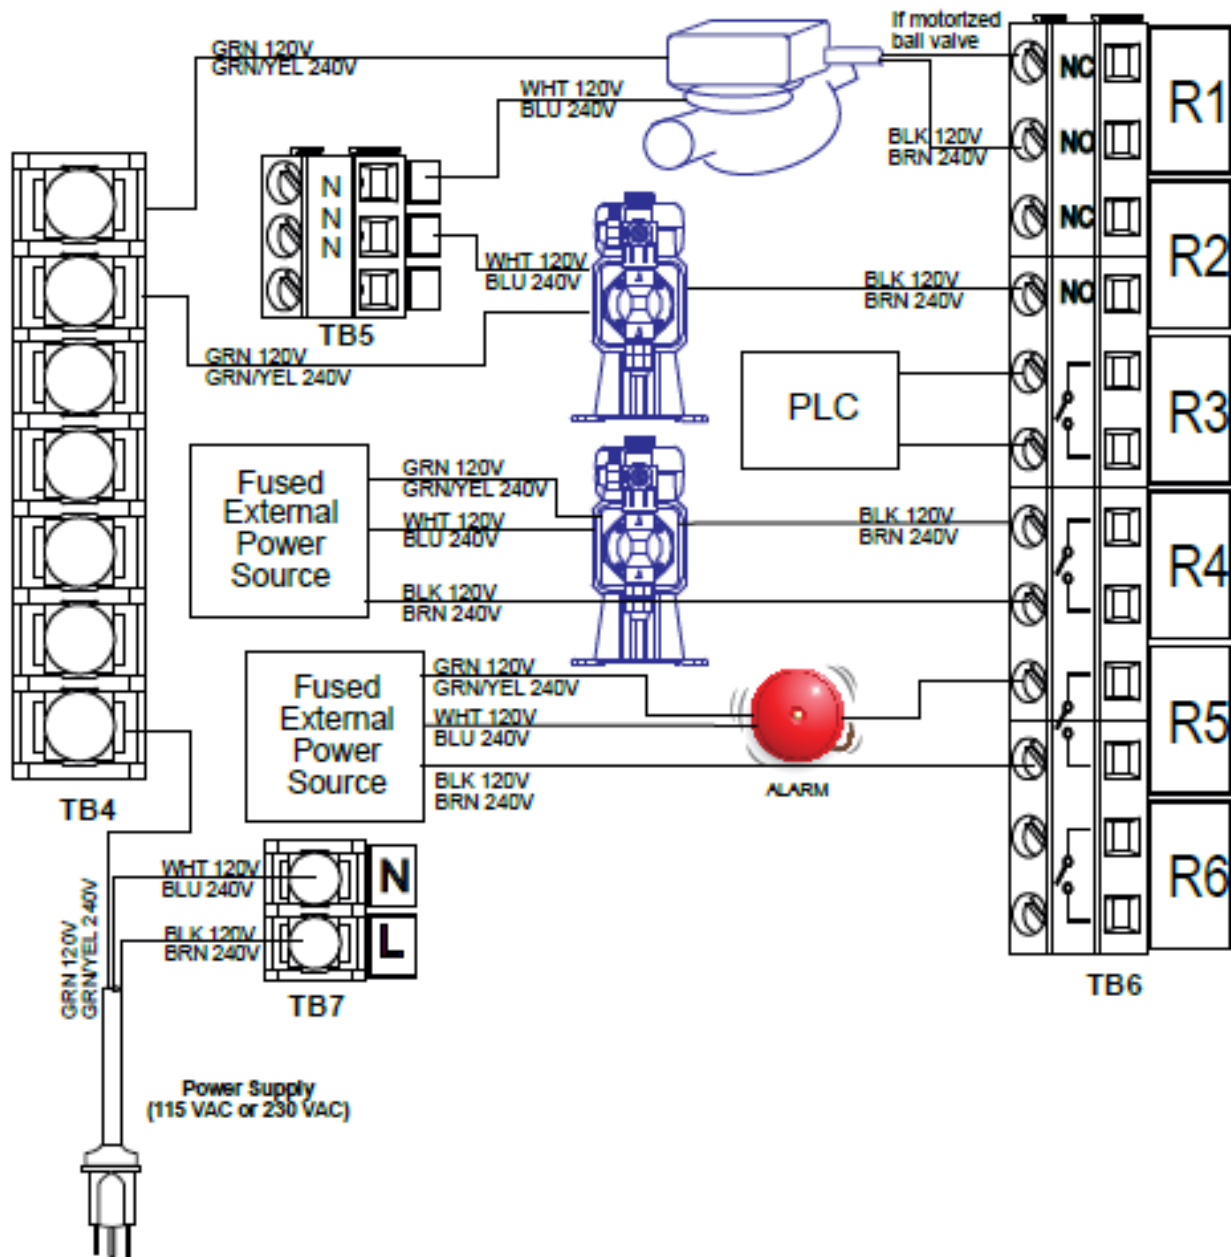 If motorized
ball valve
GRN 120V
GRN/YEL 240V
WHT 120V
BLU 240V
NC
R1
BLK 120V
BRN 240V
NO
N
N
N
TB5
NC
R2
WHT 120V
BLU 240V
BLK 120V
BRN 240V
NO
GRN 120V
GRN/YEL 240V
PLC
R3
Fused
External
Power
Source
GRN 120V
GRN/YEL 240V
WHT 120V
BLU 240V
BLK 120V
BRN 240V
BLK 120V
BRN 240V
R4
Fused
External
Power
Source
GRN 120V
GRN/YEL 240V
WHT 120V
BLU 240V
BLK 120V
BRN 240V
ALARM
R5
TB4
WHT 120V
BLU 240V
N
BLK 120V
BRN 240V
L
TB7
GRN 120V
GRN/YEL 240V
R6
TB6
Power Supply
(115 VAC or 230 VAC)